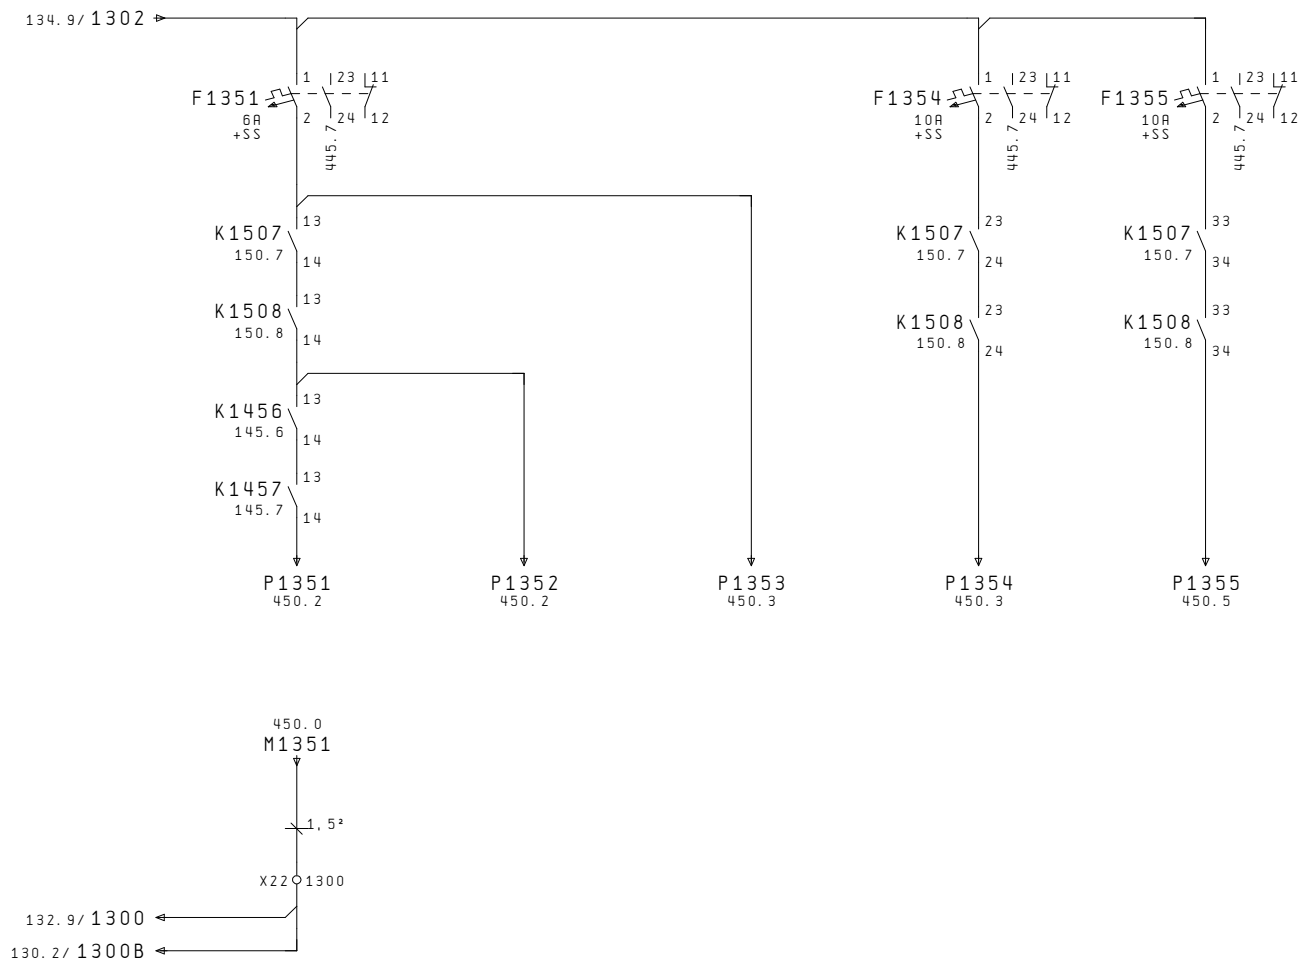 134.9/ 1302
1 23 11 1 23 11 1 23 11
F1351 F1354 F1355
6A 2 24 12 10A 2 24 12 10A 2 24 12
+SS +SS +SS
445.7 445.7 445.7
13 23 33
K1507 K1507 K1507
150.7 14 150.7 24 150.7 34
13 23 33
K1508 K1508 K1508
150.8 14 150.8 24 150.8 34
13
K1456
145.6 14
13
K1457
145.7 14
P1351 P1352 P1353 P1354 P1355
450.2 450.2 450.3 450.3 450.5
450.0
M1351
1,5²
X22 1300
132.9/ 1300
130.2/ 1300B